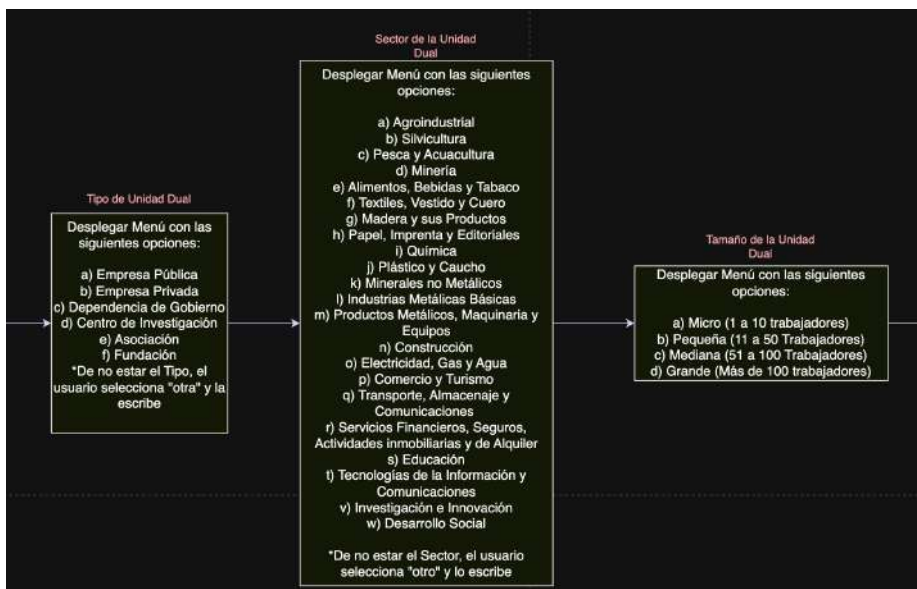 Tipo de Unidad Dual
Desplegar Menú con las
siguientes opciones:
a) Empresa Pública
b) Empresa Privada
c) Dependencia de Gobierno
d) Centro de Investigación
e) Asociación
f) Fundación
*De no estar el Tipo, el
usuario selecciona "otra" y la
escribe
Sector de la Unidad
Dual
Desplegar Menú con las siguientes
opciones:
a) Agroindustrial
b) Silvicultura
c) Pesca y Acuacultura
d) Minería
e) Alimentos, Bebidas y Tabaco
f) Textiles, Vestido y Cuero
g) Madera y sus Productos
h) Papel, Imprenta y Editoriales
i) Química
j) Plástico y Caucho
k) Minerales no Metálicos
l) Industrias Metálicas Básicas
m) Productos Metálicos, Maquinaria y
Equipos
n) Construcción
o) Electricidad, Gas y Agua
p) Comercio y Turismo
q) Transporte, Almacenaje y
Comunicaciones
r) Servicios Financieros, Seguros,
Actividades inmobiliarias y de Alquiler
s) Educación
t) Tecnologías de la Información y
Comunicaciones
v) Investigación e Innovación
w) Desarrollo Social
*De no estar el Sector, el usuario
selecciona "otro" y lo escribe
Tamaño de la Unidad
Dual
Desplegar Menú con las siguientes
opciones:
a) Micro (1 a 10 trabajadores)
b) Pequeña (11 a 50 Trabajadores)
c) Mediana (51 a 100 Trabajadores)
d) Grande (Más de 100 trabajadores)